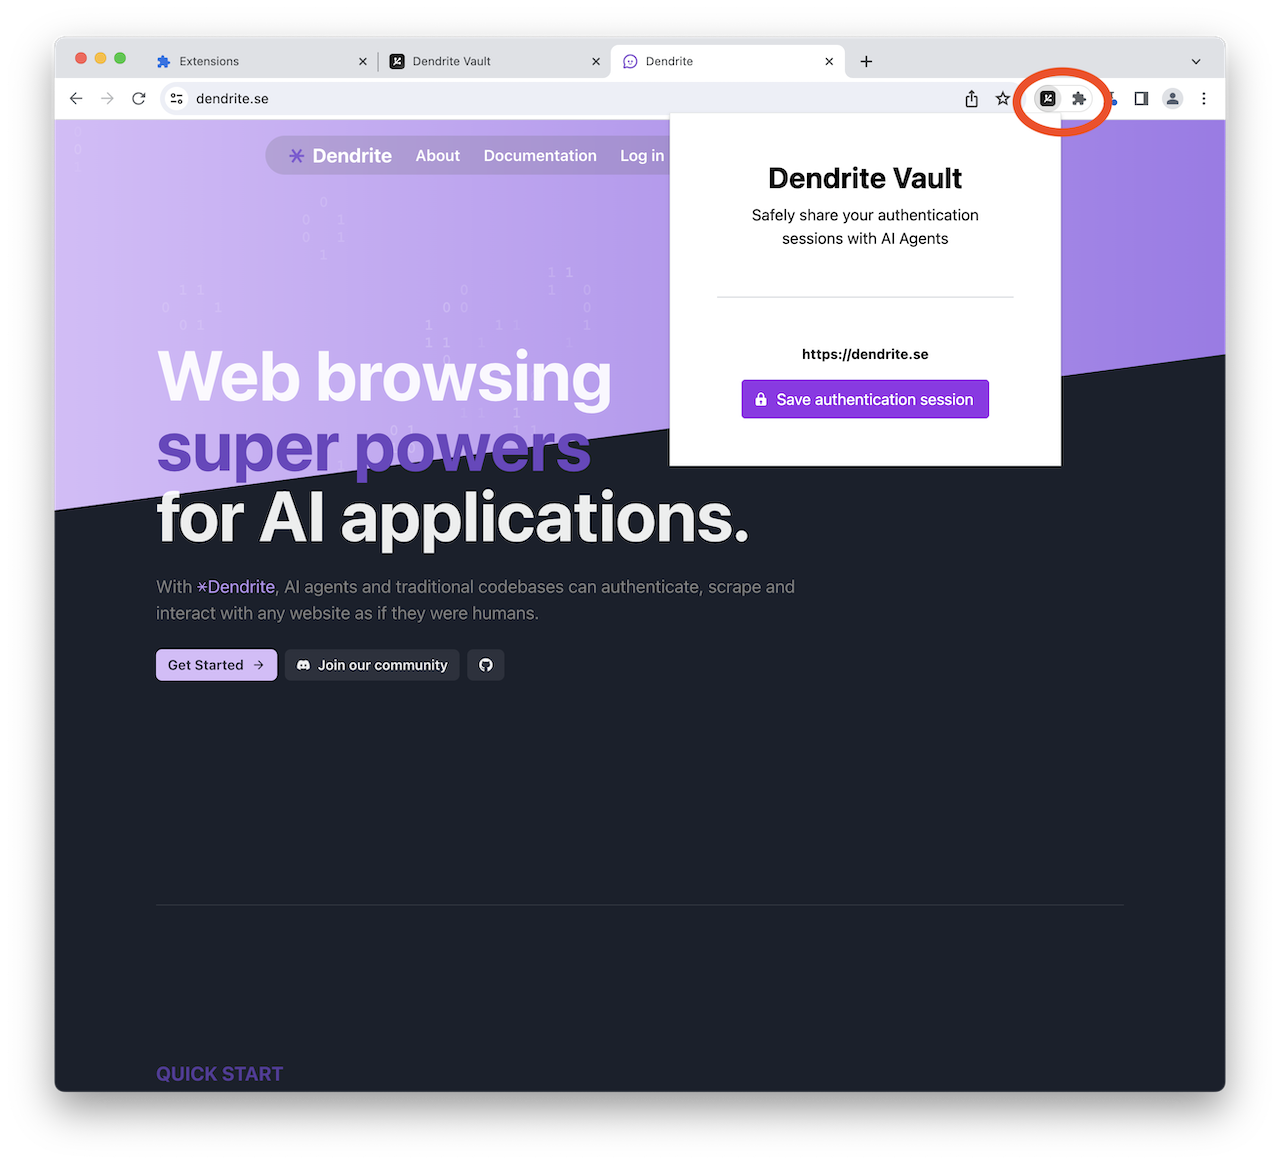 Extensions
Dendrite Vault
Dendrite
dendrite.se
Dendrite About Documentation Log in
Dendrite Vault
Safely share your authentication
sessions with AI Agents
https://dendrite.se
Save authentication session
Web browsing
super powers
for AI applications.
With Dendrite, AI agents and traditional codebases can authenticate, scrape and
interact with any website as if they were humans.
Get Started →
Join our community
QUICK START